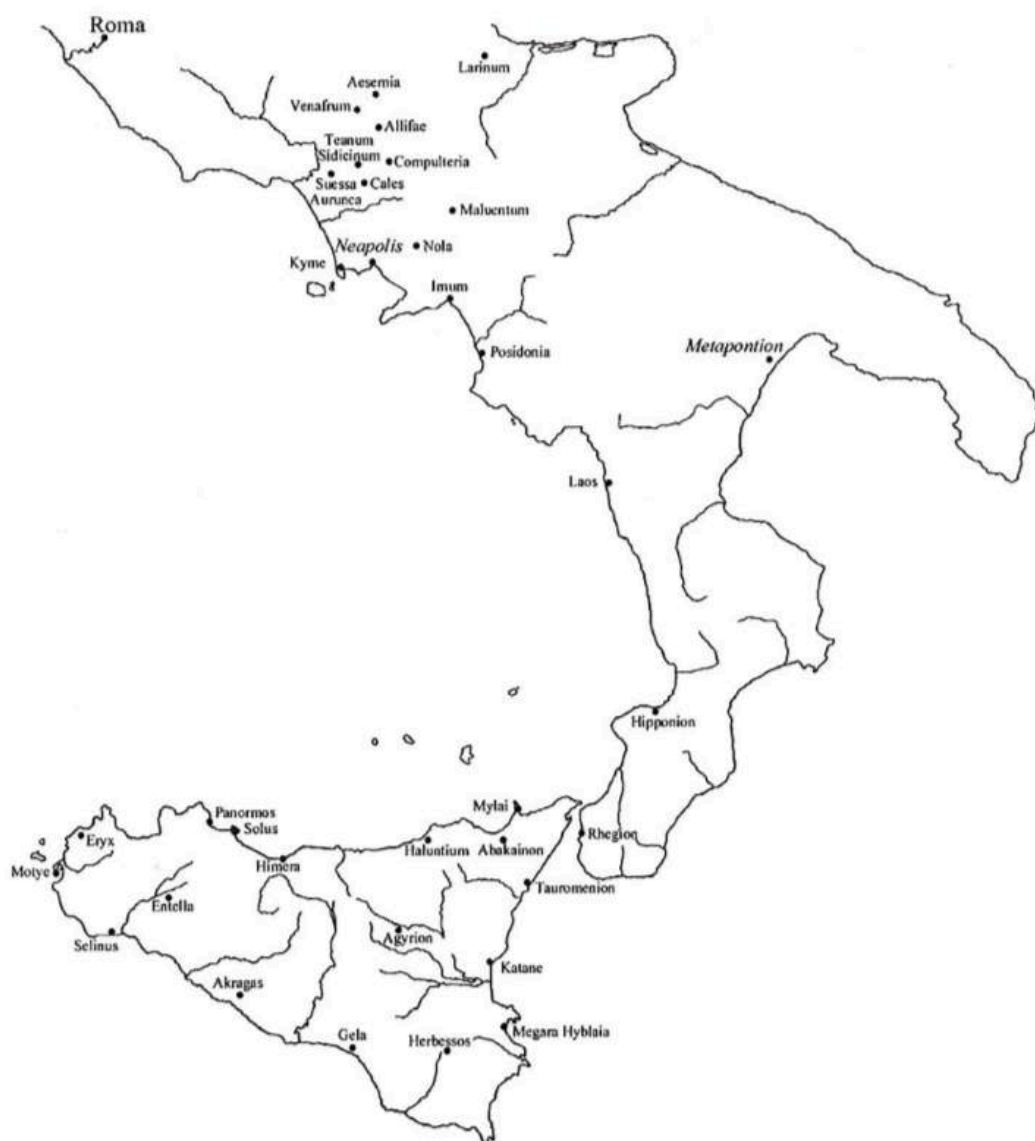 Roma
Larinum
Aesernia
Venafrum
Allifae
Teanum
Sidicinum
Compulteria
Suessa
Aurunca
Cales
Maluentum
Neapolis
Nola
Kyme
Irnum
Posidonia
Metapontion
Laos
Hipponion
Mylai
Panormos
Solus
Eryx
Haluntium
Abakainon
Rhegion
Motye
Himera
Tauromenion
Entella
Selinus
Agyrion
Katane
Akragas
Gela
Herbessos
Megara Hyblaia